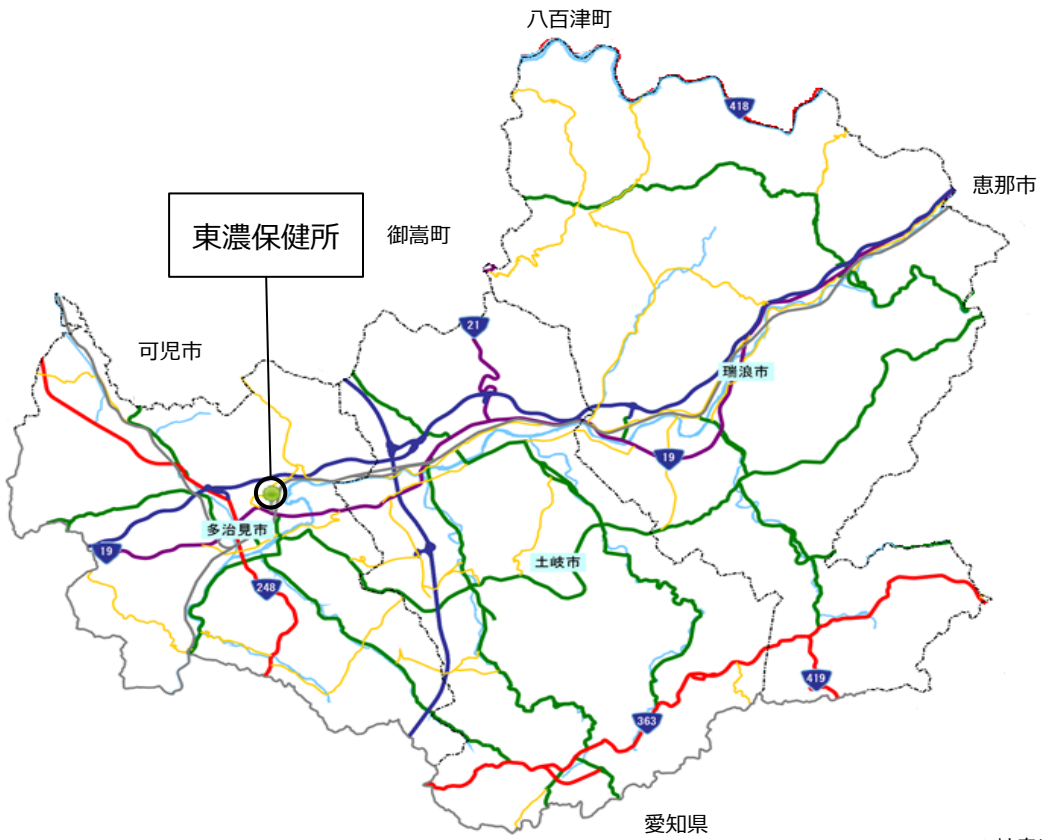 八百津町
418
恵那市
東濃保健所
御嵩町
21
可児市
瑞浪市
19
多治見市
19
土岐市
248
419
363
愛知県